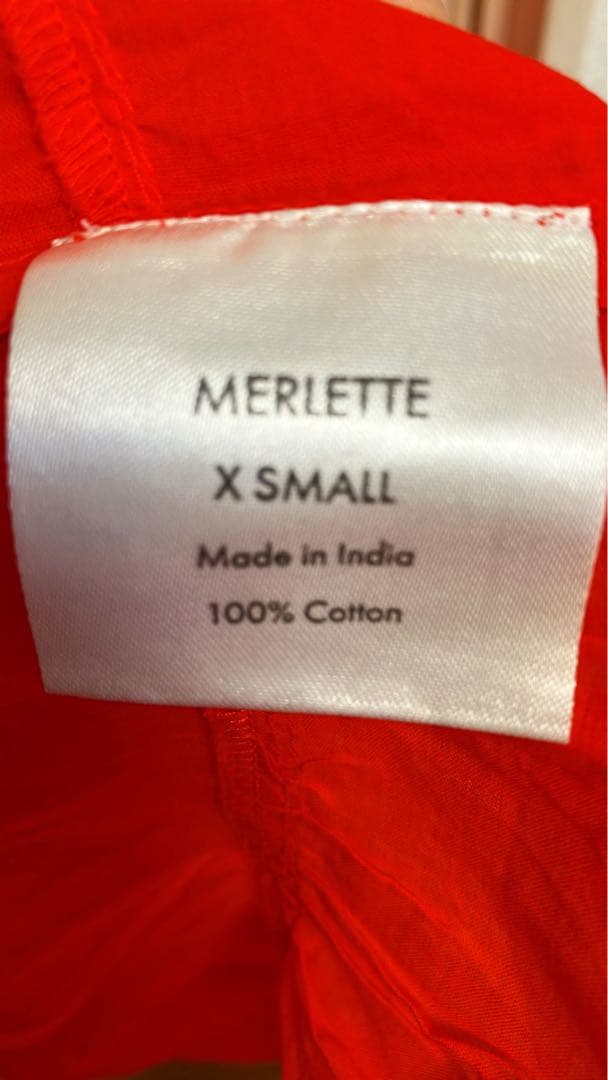 MERLETTE
X SMALL
Made in India
100% Cotton